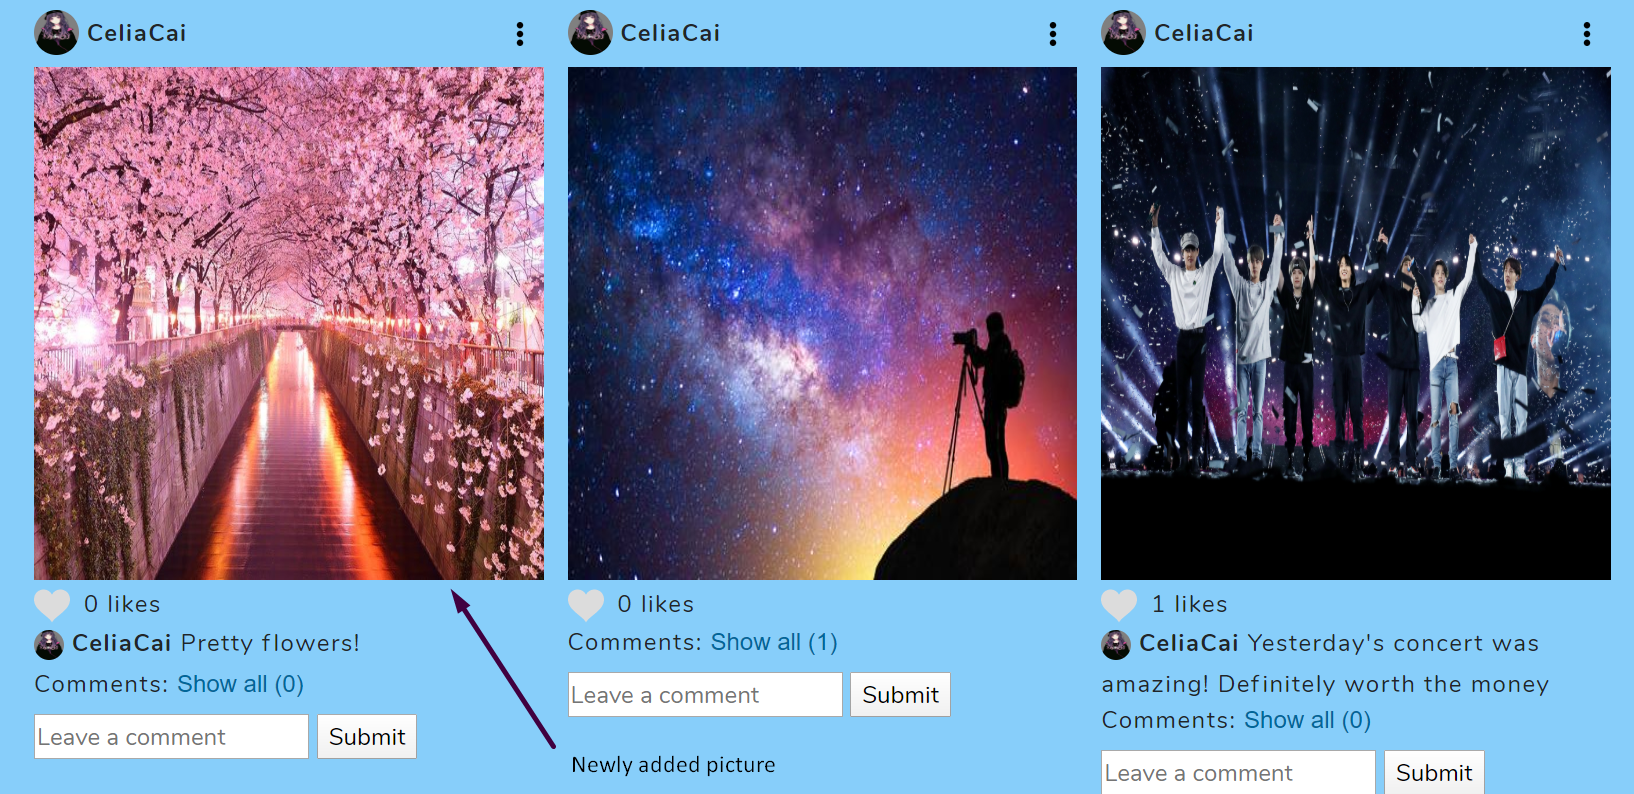 CeliaCai
0 likes
CeliaCai Pretty flowers!
Comments: Show all (0)
Leave a comment
Submit
CeliaCai
0 likes
Comments: Show all (1)
Leave a comment
Submit
Newly added picture
CeliaCai
1 likes
CeliaCai Yesterday's concert was
amazing! Definitely worth the money
Comments: Show all (0)
Leave a comment
Submit